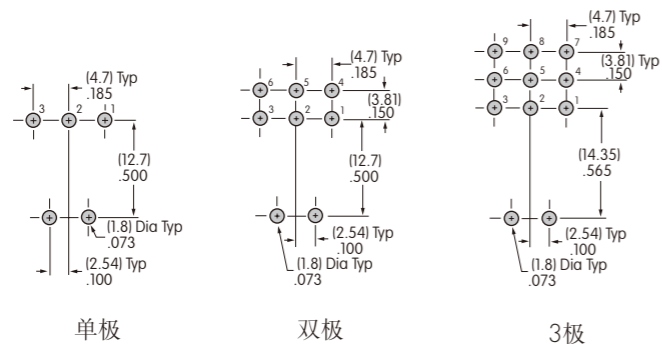 (4.7) Typ
.185
3 2 1
(12.7)
.500
(1.8) Dia Typ
.073
(2.54) Typ
.100
单极
(4.7) Typ
.185
6 5 4
(3.81)
.150
3 2 1
(12.7)
.500
(2.54) Typ
.100
(1.8) Dia Typ
.073
双极
(4.7) Typ
.185
9 8 7
(3.81) Typ
.150
6 5 4
3 2 1
(14.35)
.565
(2.54) Typ
.100
(1.8) Dia Typ
.073
3极